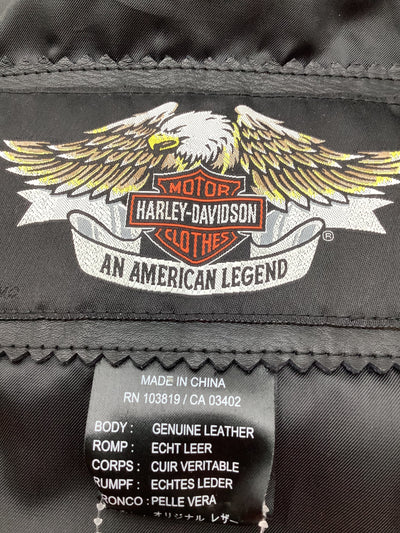 MOTOR
HARLEY-DAVIDSON
CLOTHES
®
AN AMERICAN LEGEND
MADE IN CHINA
RN 103819 / CA 03402
BODY : GENUINE LEATHER
ROMP : ECHT LEER
CORPS : CUIR VERITABLE
RUMPF : ECHTES LEDER
RONCO : PELLE VERA
オリジナル レザー